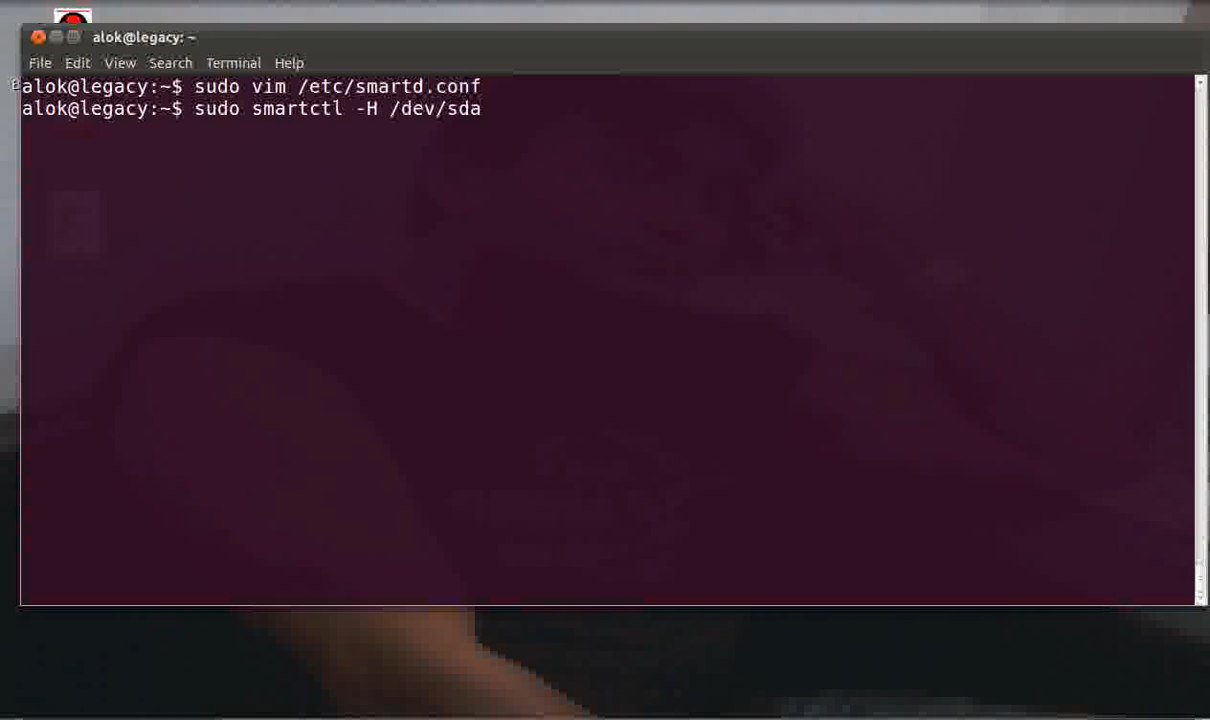 alok@legacy: ~
File Edit View Search Terminal Help
alok@legacy:~$ sudo vim /etc/smartd.conf
alok@legacy:~$ sudo smartctl -H /dev/sda